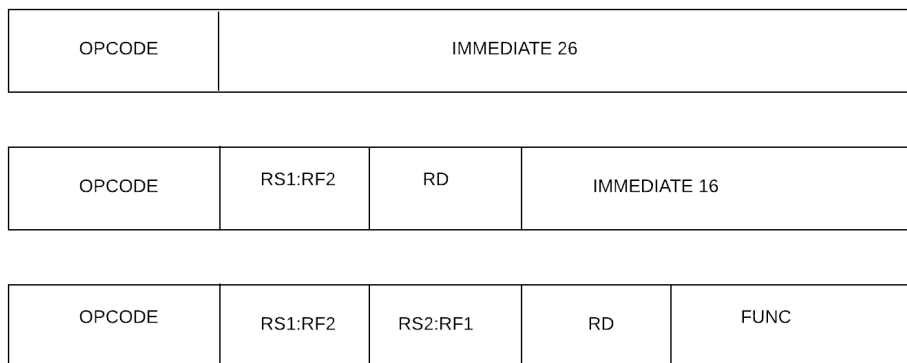 OPCODE IMMEDIATE 26
OPCODE RS1:RF2 RD IMMEDIATE 16
OPCODE RS1:RF2 RS2:RF1 RD FUNC